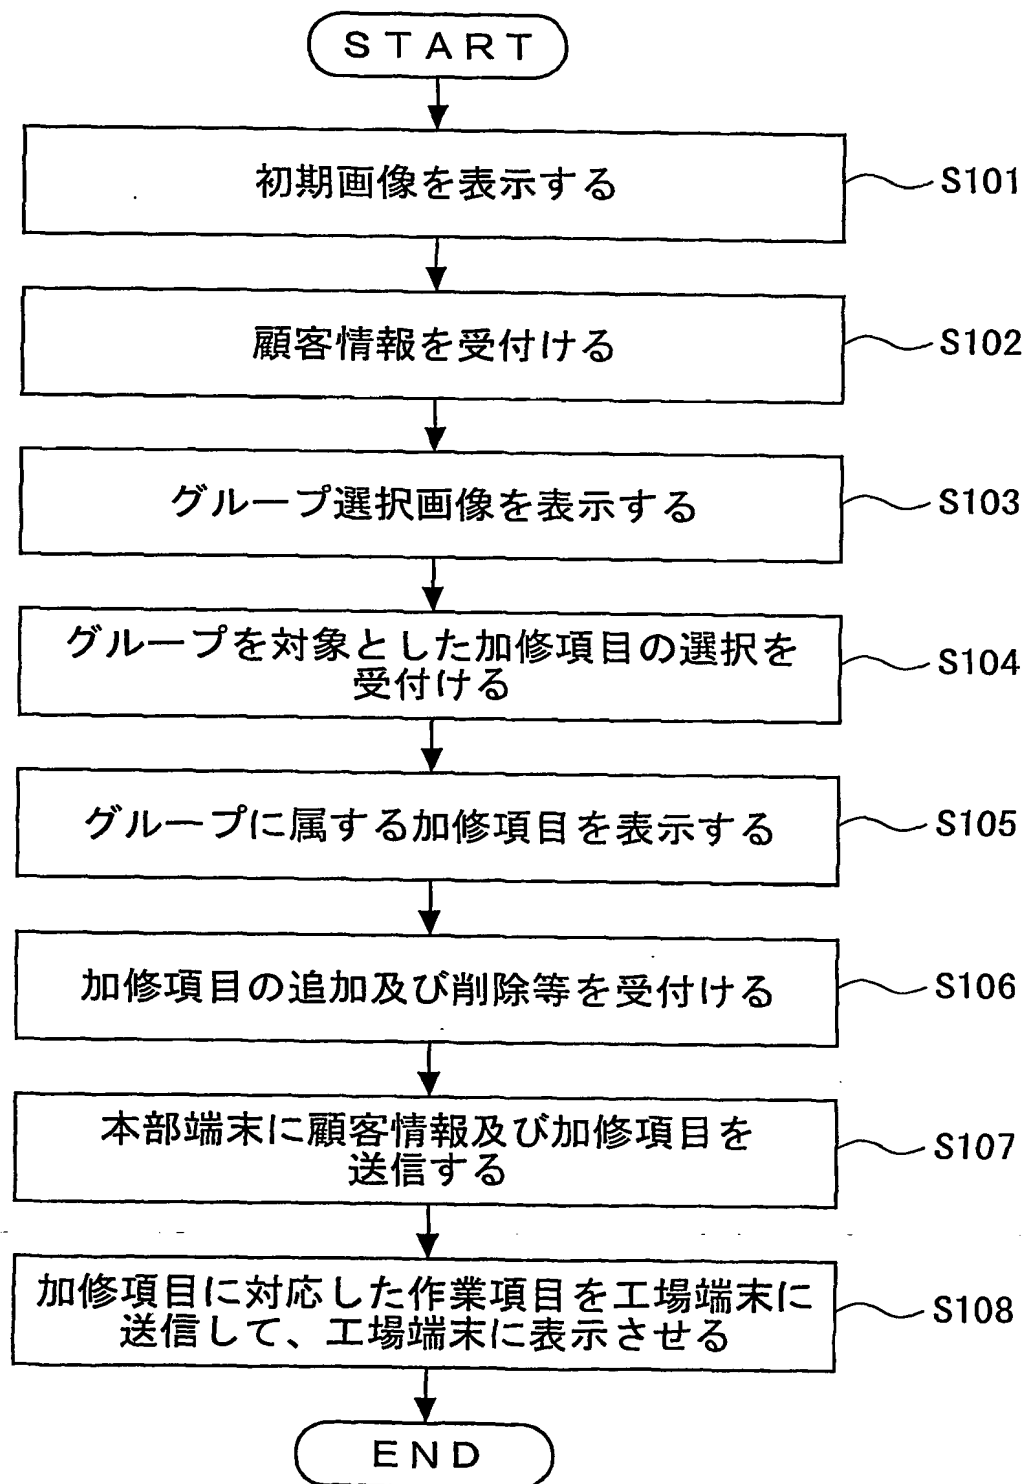 START
初期画像を表示する
S101
顧客情報を受付ける
S102
グループ選択画像を表示する
S103
グループを対象とした加修項目の選択を
受付ける
S104
グループに属する加修項目を表示する
S105
加修項目の追加及び削除等を受付ける
S106
本部端末に顧客情報及び加修項目を
送信する
S107
加修項目に対応した作業項目を工場端末に
送信して、工場端末に表示させる
S108
END